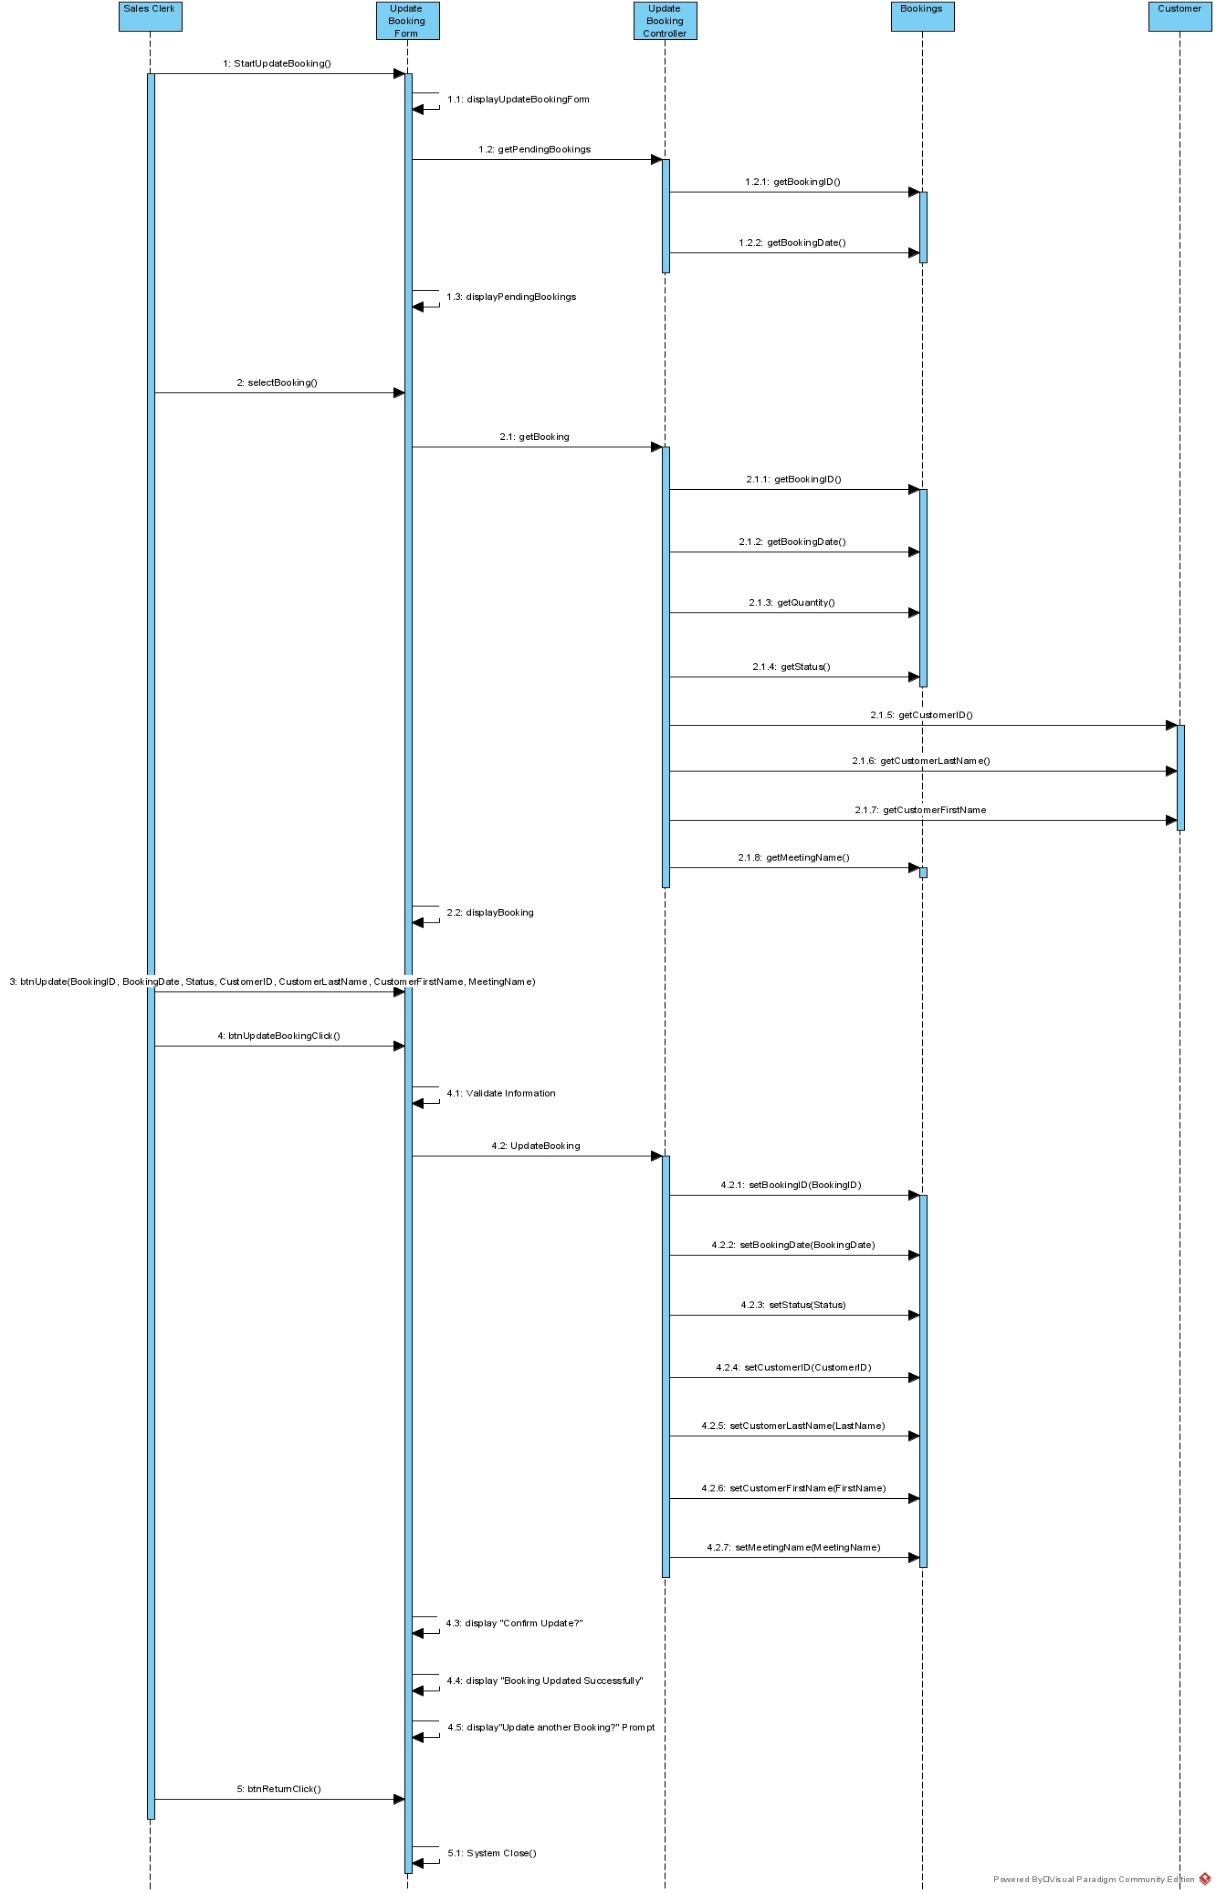 Sales Clerk
Update
Booking
Form
Update
Booking
Controller
Bookings
Customer
1: StartUpdateBooking()
1.1: displayUpdateBookingForm
1.2: getPendingBookings
1.2.1: getBookingID()
1.2.2: getBookingDate()
1.3: displayPendingBookings
2: selectBooking()
2.1: getBooking
2.1.1: getBookingID()
2.1.2: getBookingDate()
2.1.3: getQuantity()
2.1.4: getStatus()
2.1.5: getCustomerID()
2.1.6: getCustomerLastName()
2.1.7: getCustomerFirstName
2.1.8: getMeetingName()
2.2: displayBooking
3: btnUpdate(BookingID, BookingDate, Status, CustomerID, CustomerLastName, CustomerFirstName, MeetingName)
4: btnUpdateBookingClick()
4.1: Validate Information
4.2: UpdateBooking
4.2.1: setBookingID(BookingID)
4.2.2: setBookingDate(BookingDate)
4.2.3: setStatus(Status)
4.2.4: setCustomerID(CustomerID)
4.2.5: setCustomerLastName(LastName)
4.2.6: setCustomerFirstName(FirstName)
4.2.7: setMeetingName(MeetingName)
4.3: display "Confirm Update?"
4.4: display "Booking Updated Successfully"
4.5: display"Update another Booking?" Prompt
5: btnReturnClick()
5.1: System Close()
Powered By□Visual Paradigm Community Edition